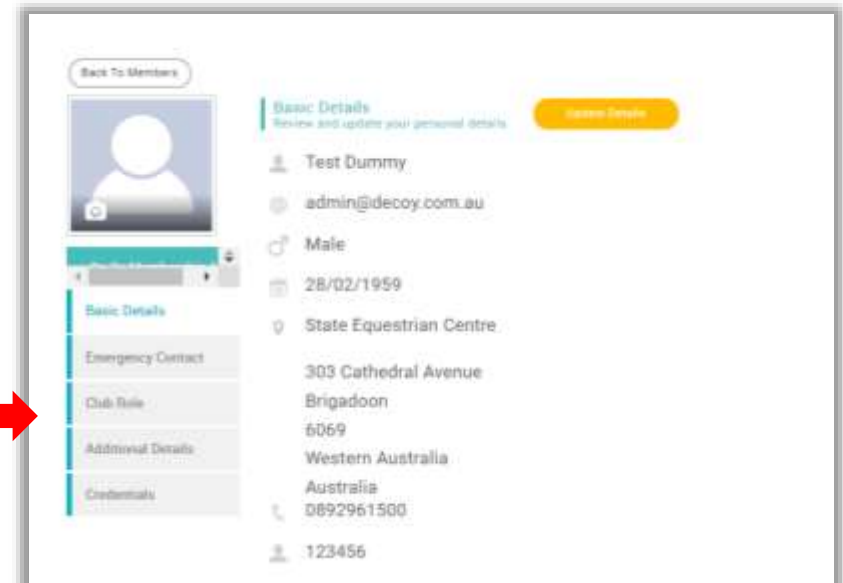 Back To Members
Basic Details
Review and update your personal details
Update Details
Test Dummy
admin@decoy.com.au
Male
28/02/1959
State Equestrian Centre
303 Cathedral Avenue
Brigadoon
6069
Western Australia
Australia
0892961500
123456
Basic Details
Emergency Contact
Club Role
Additional Details
Credentials